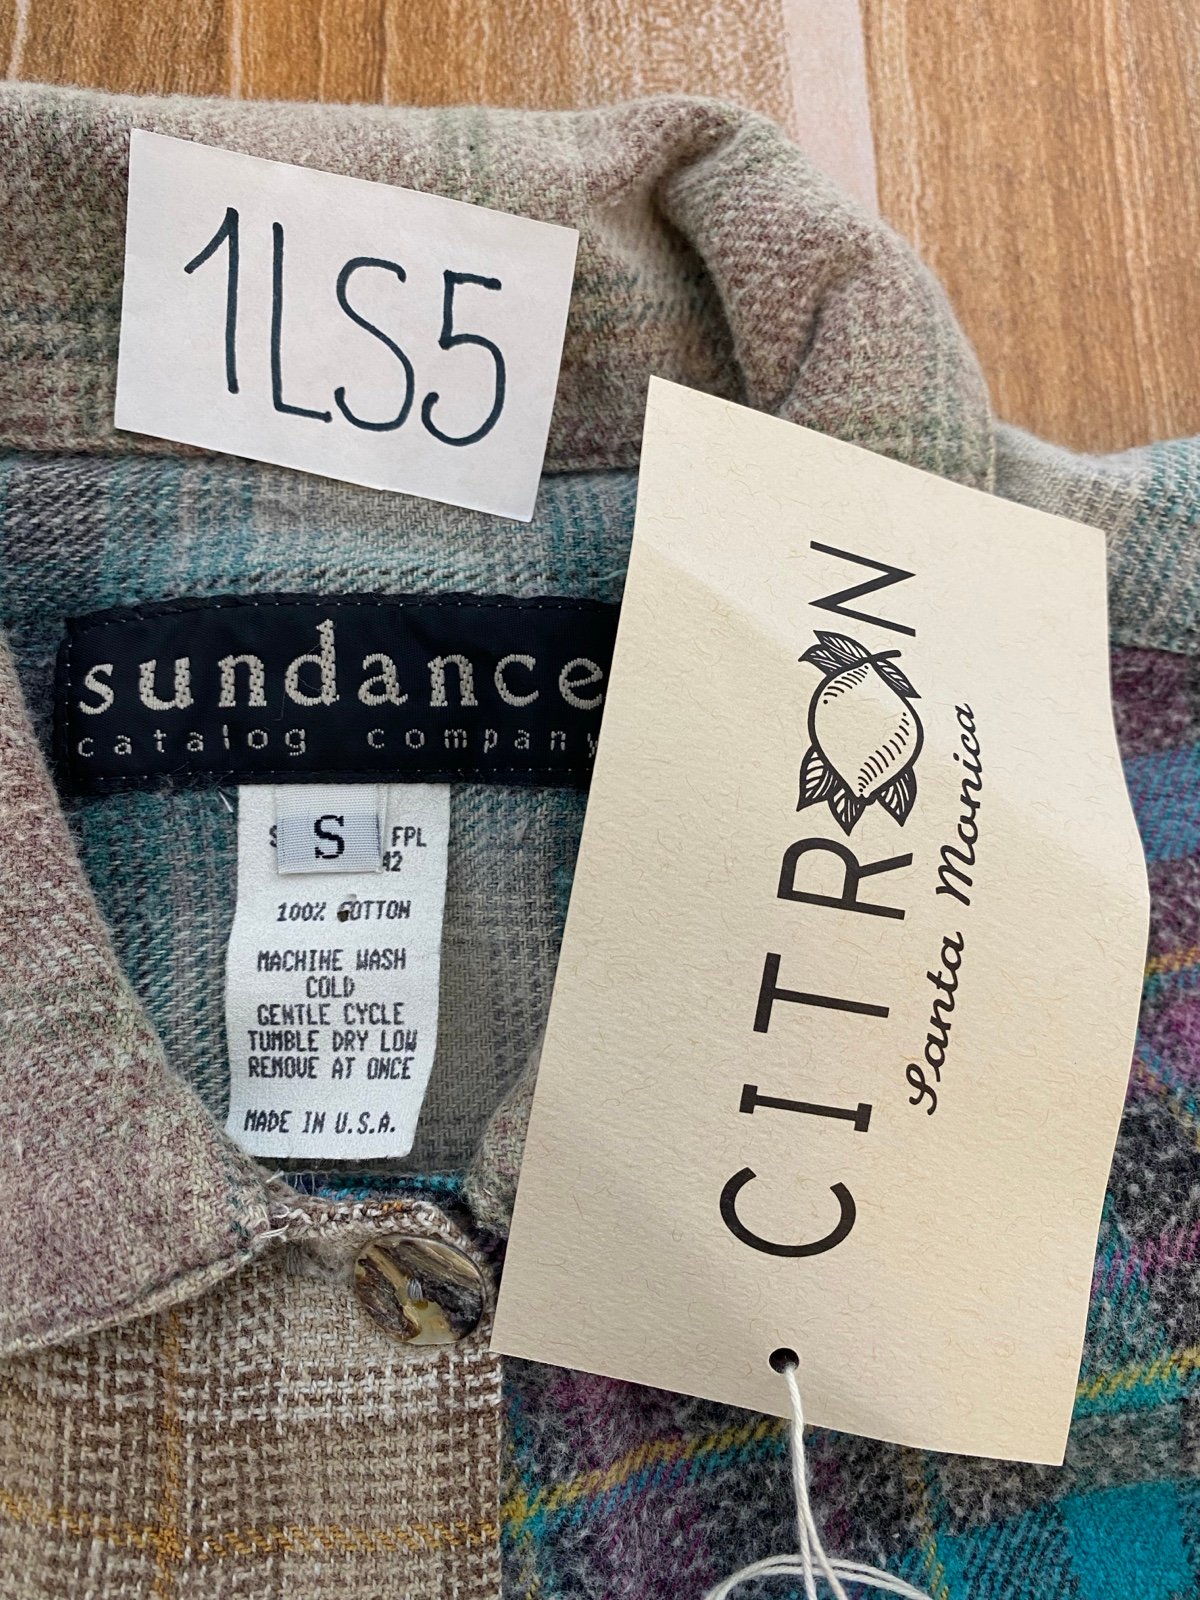 1LS5
sundance
catalog company
S
FPL
42
100% COTTON
MACHINE WASH
COLD
GENTLE CYCLE
TUMBLE DRY LOW
REMOVE AT ONCE
MADE IN U.S.A.
CITRON
Santa Monica